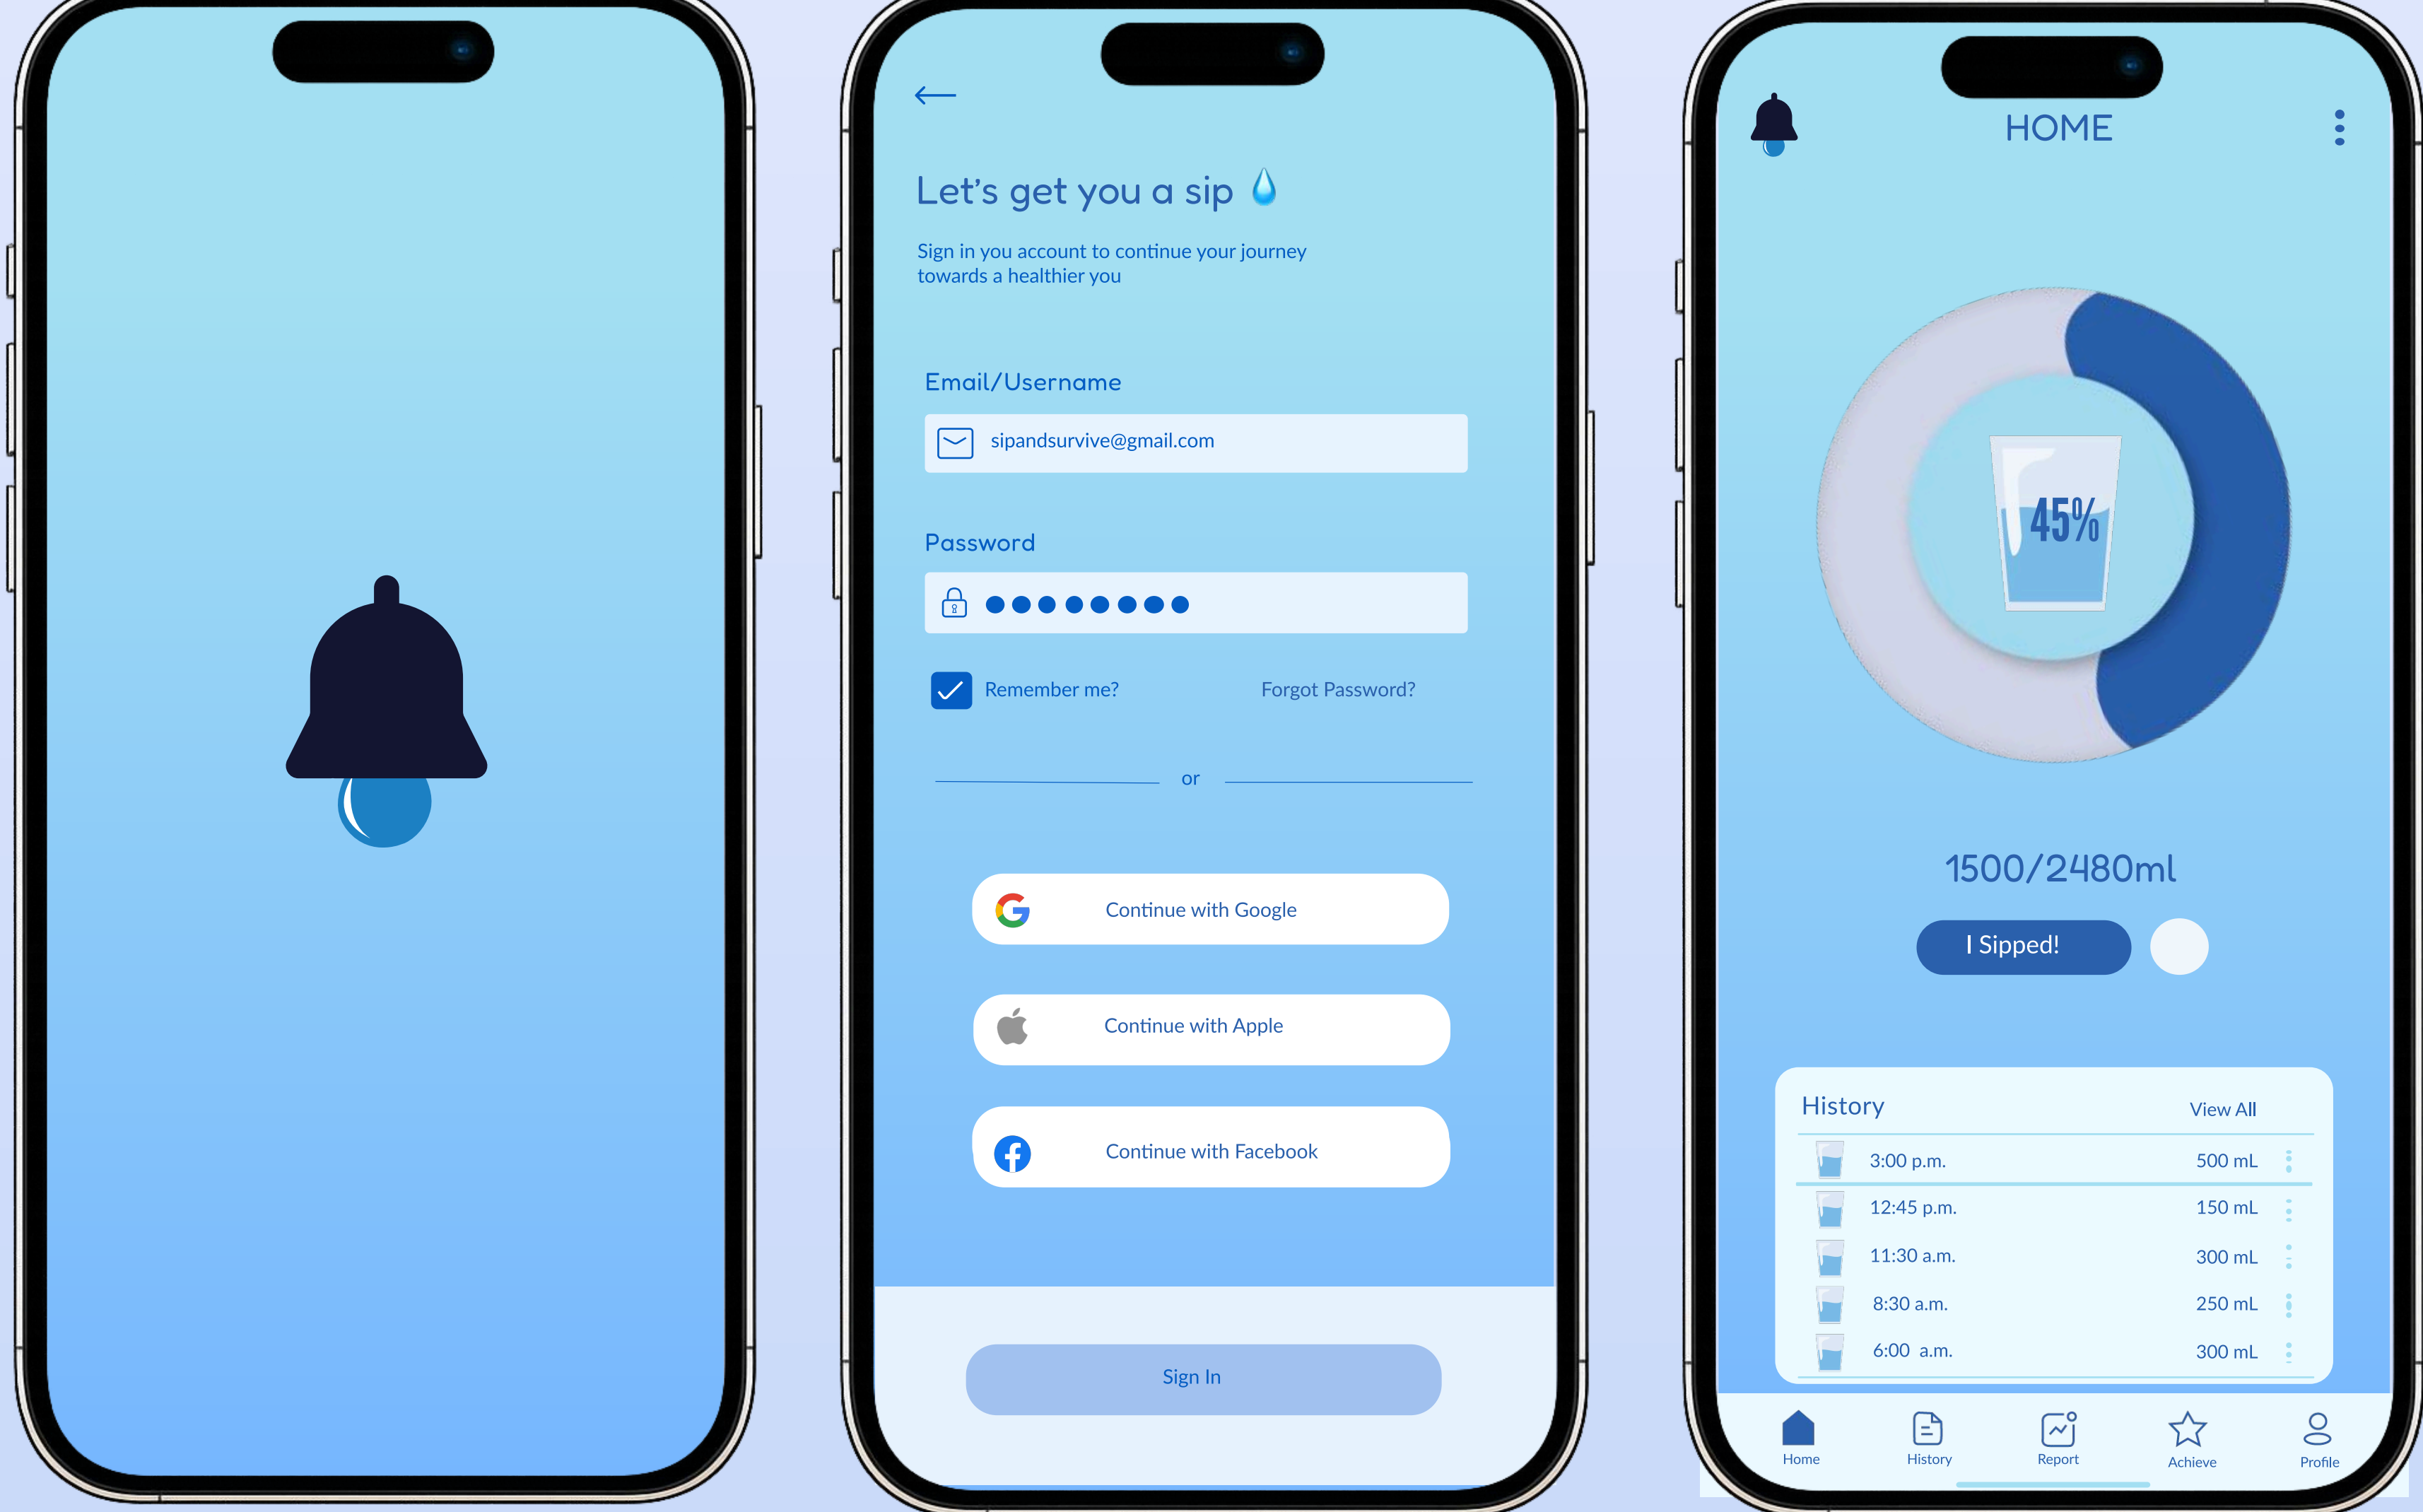 Let's get you a sip
Sign in you account to continue your journey
towards a healthier you
Email/Username
sipandsurvive@gmail.com
Password
Remember me?
Forgot Password?
or
Continue with Google
Continue with Apple
Continue with Facebook
Sign In
HOME
45%
1500/2480ml
I Sipped!
History
View All
3:00 p.m. 500 mL
12:45 p.m. 150 mL
11:30 a.m. 300 mL
8:30 a.m. 250 mL
6:00 a.m. 300 mL
Home History Report Achieve Profile